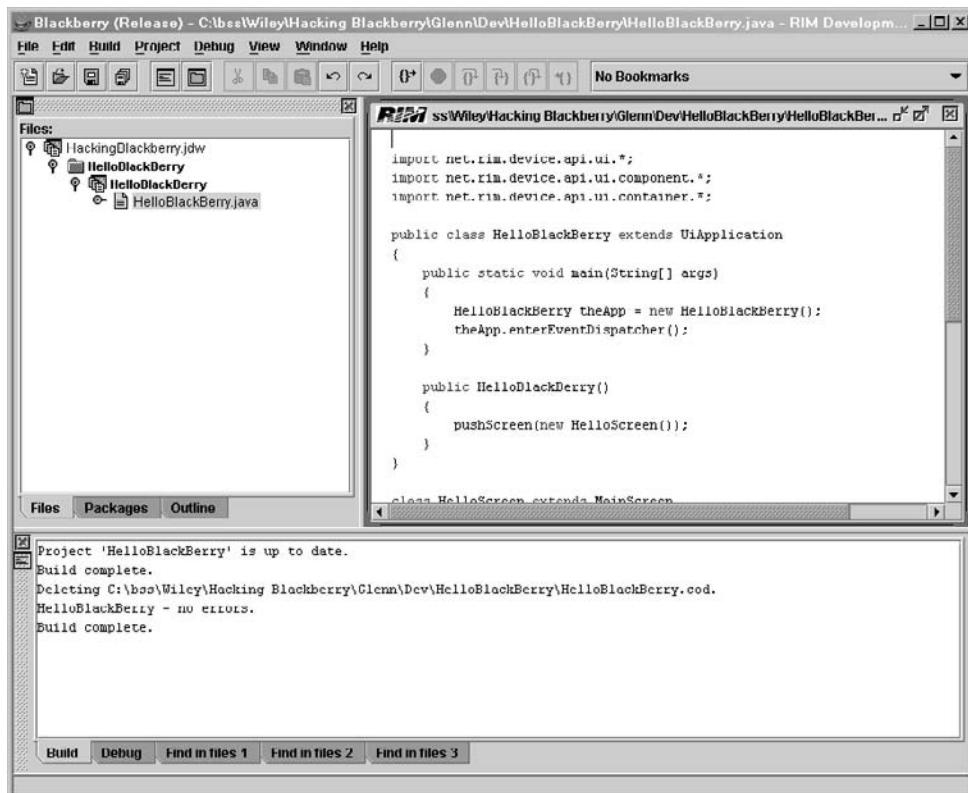 Blackberry (Release) - C:\bss\Wiley\Hacking Blackberry\Glenn\Dev\HelloBlackBerry\HelloBlackBerry.java - RIM Developm...
File Edit Build Project Debug View Window Help
No Bookmarks
Files:
HackingBlackberry.jdw
HelloBlackBerry
HelloBlackBerry
HelloBlackBerry.java
Files Packages Outline
RIM ss\Wiley\Hacking Blackberry\Glenn\Dev\HelloBlackBerry\HelloBlackBer...
import net.rim.device.api.ui.*;
import net.rim.device.api.ui.component.*;
import net.rim.device.api.ui.container.*;
public class HelloBlackBerry extends UiApplication
{
public static void main(String[] args)
{
HelloBlackBerry theApp = new HelloBlackBerry();
theApp.enterEventDispatcher();
}
public HelloBlackBerry()
{
pushScreen(new HelloScreen());
}
}
class HelloScreen extends MainScreen
Project 'HelloBlackBerry' is up to date.
Build complete.
Deleting C:\bss\Wiley\Hacking Blackberry\Glenn\Dev\HelloBlackBerry\HelloBlackBerry.cod.
HelloBlackBerry - no errors.
Build complete.
Build Debug Find in files 1 Find in files 2 Find in files 3